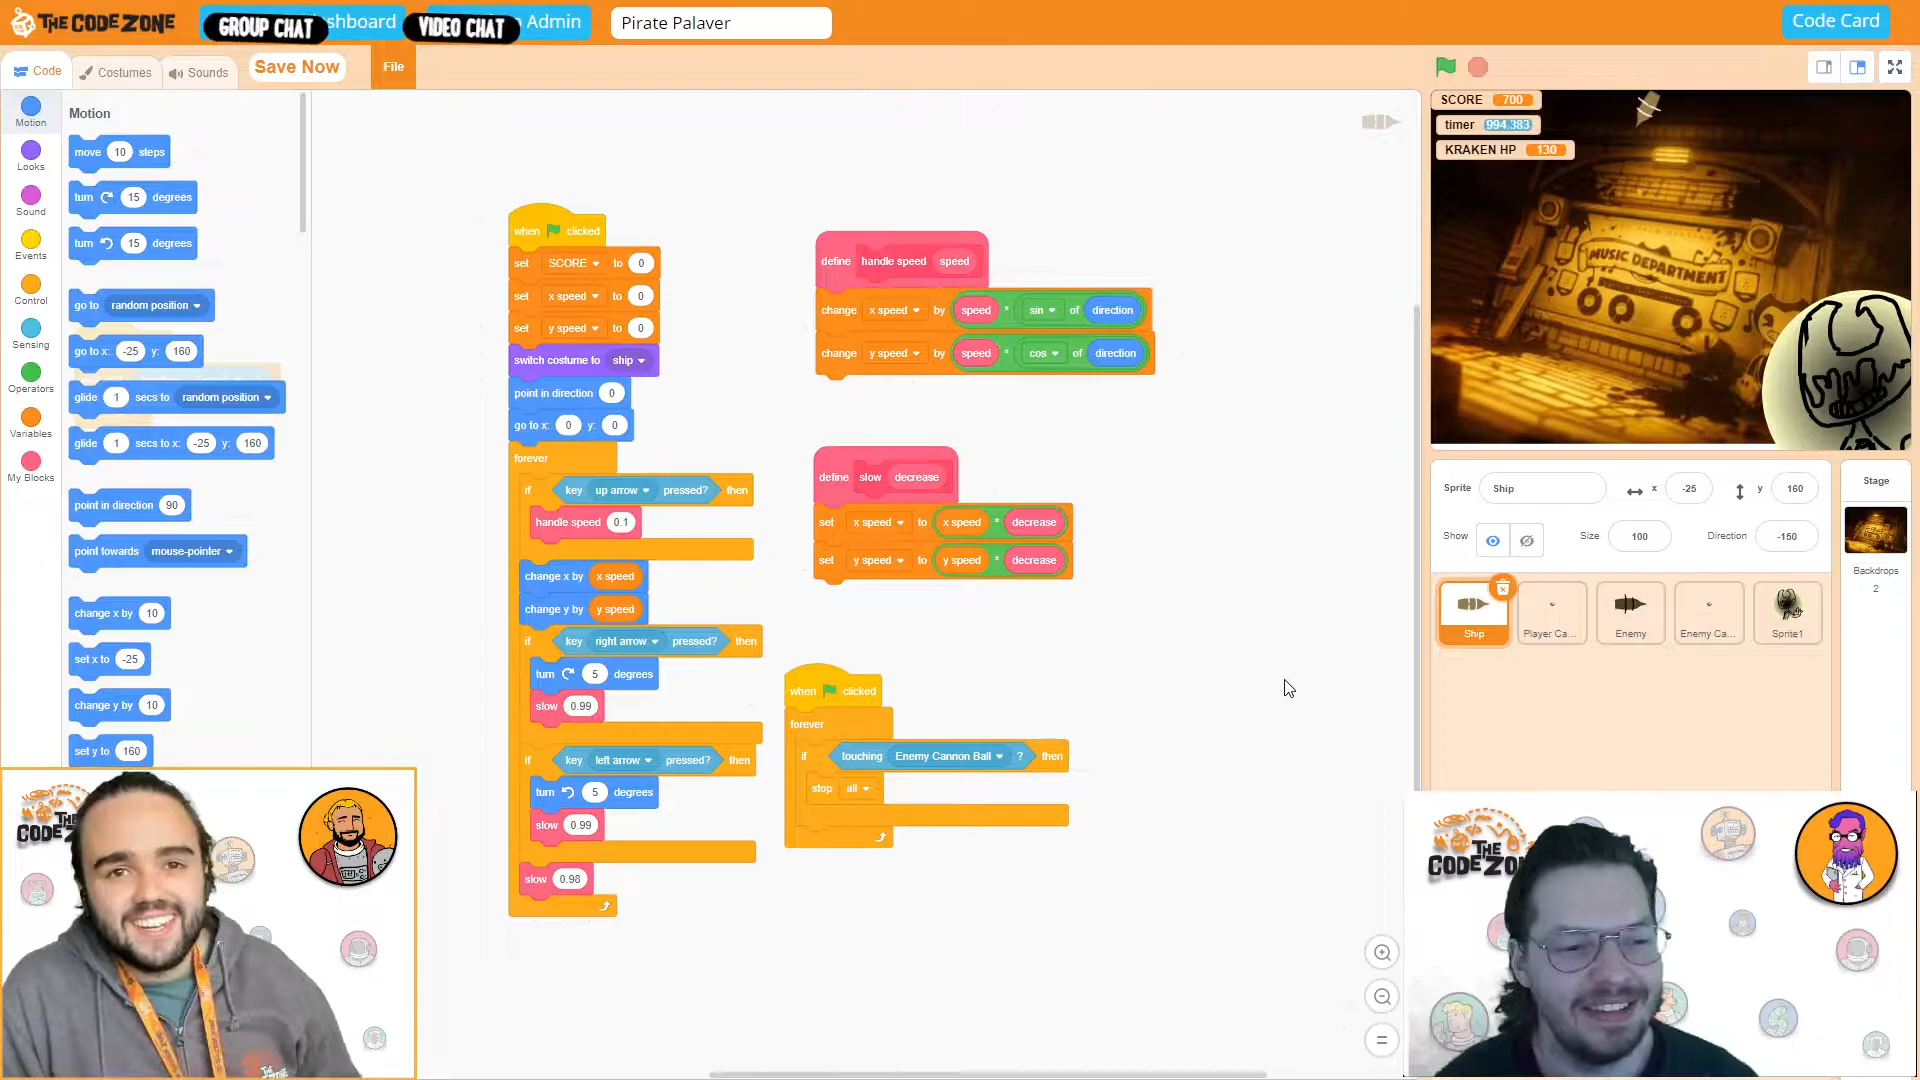 THE CODE ZONE
GROUP CHAT
shboard
VIDEO CHAT
Admin
Pirate Palaver
Code Card
Code
Costumes
Sounds
Save Now
File
Motion
Looks
Sound
Events
Control
Sensing
Operators
Variables
My Blocks
Motion
move 10 steps
turn 15 degrees
turn 15 degrees
go to random position
go to x: -25 y: 160
glide 1 secs to random position
glide 1 secs to x: -25 y: 160
point in direction 90
point towards mouse-pointer
change x by 10
set x to -25
change y by 10
set y to 160
when clicked
set SCORE to 0
set x speed to 0
set y speed to 0
switch costume to ship
point in direction 0
go to x: 0 y: 0
forever
if key up arrow pressed? then
handle speed 0.1
change x by x speed
change y by y speed
if key right arrow pressed? then
turn 5 degrees
slow 0.99
if key left arrow pressed? then
turn 5 degrees
slow 0.99
slow 0.98
define handle speed speed
change x speed by speed * sin of direction
change y speed by speed * cos of direction
define slow decrease
set x speed to x speed * decrease
set y speed to y speed * decrease
when clicked
forever
if touching Enemy Cannon Ball ? then
stop all
SCORE 700
timer 994.383
KRAKEN HP 130
MUSIC DEPARTMENT
Sprite Ship x -25 y 160
Show Size 100 Direction -150
Ship
Player Ca...
Enemy
Enemy Ca...
Sprite1
Stage
Backdrops
2
THE
CODE
THE
THE
CODE ZO